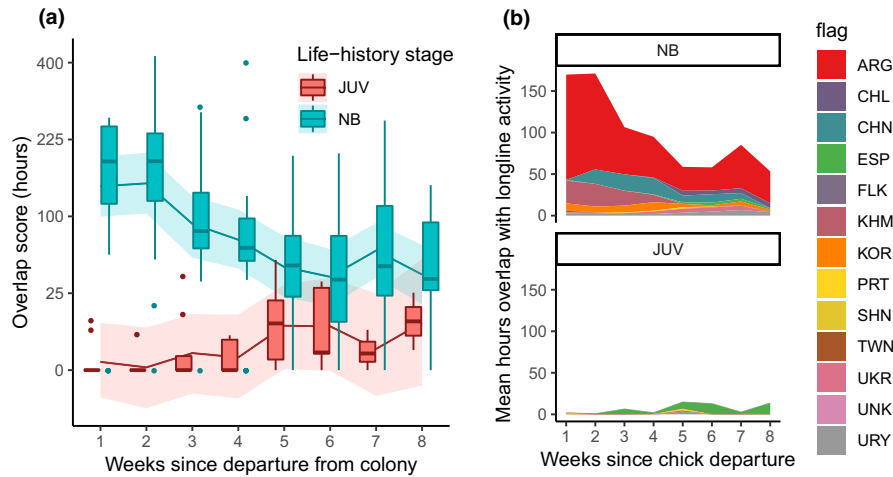 (a)
Life−history stage
JUV
NB
Overlap score (hours)
400
225
100
25
0
1 2 3 4 5 6 7 8
Weeks since departure from colony
(b)
NB
Mean hours overlap with longline activity
150
100
50
0
JUV
150
100
50
0
1 2 3 4 5 6 7 8
Weeks since chick departure
flag
ARG
CHL
CHN
ESP
FLK
KHM
KOR
PRT
SHN
TWN
UKR
UNK
URY